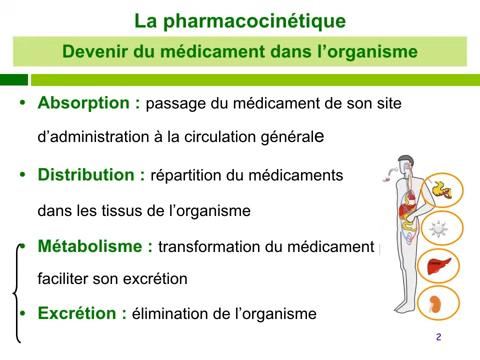 La pharmacocinétique
Devenir du médicament dans l’organisme
• Absorption : passage du médicament de son site
d’administration à la circulation générale
• Distribution : répartition du médicaments
dans les tissus de l’organisme
• Métabolisme : transformation du médicament
faciliter son excrétion
• Excrétion : élimination de l’organisme
2